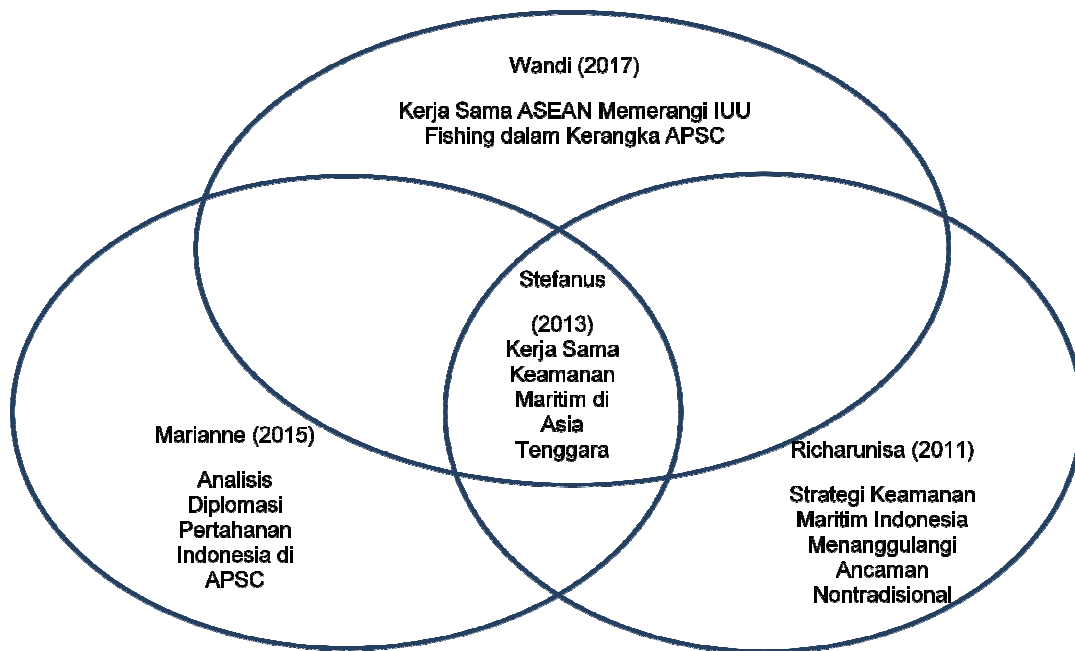 Wandi (2017)
Kerja Sama ASEAN Memerangi IUU
Fishing dalam Kerangka APSC
Stefanus
(2013)
Kerja Sama
Keamanan
Maritim di
Asia
Tenggara
Marianne (2015)
Analisis
Diplomasi
Pertahanan
Indonesia di
APSC
Richarunisa (2011)
Strategi Keamanan
Maritim Indonesia
Menanggulangi
Ancaman
Nontradisional